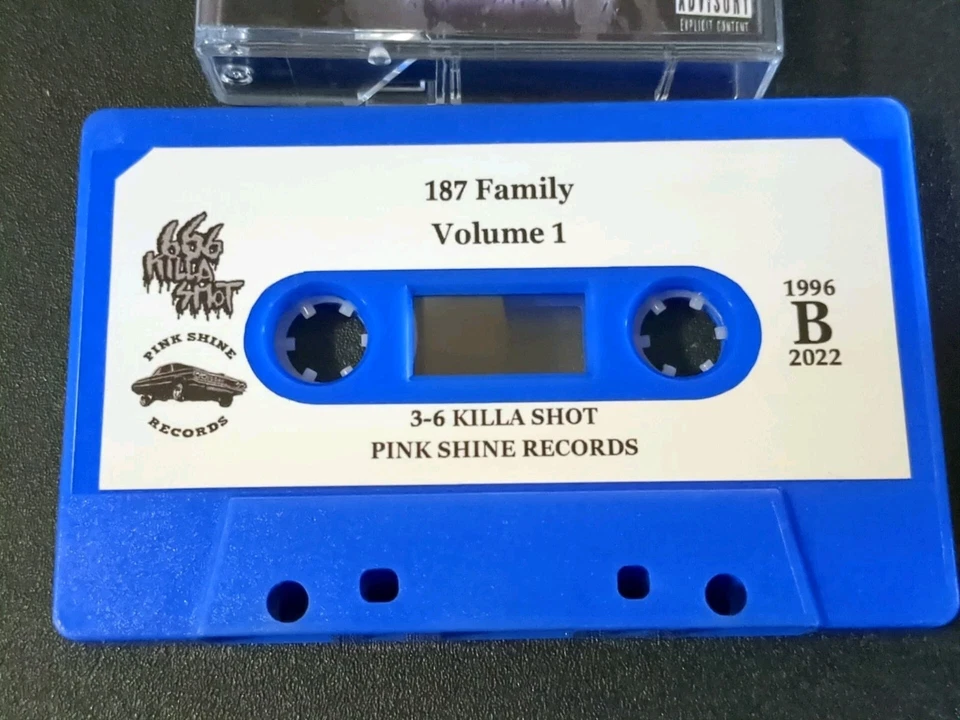 ADVISORY
EXPLICIT CONTENT
187 Family
Volume 1
666
KILLA
SHOT
PINK SHINE
RECORDS
1996
B
2022
3-6 KILLA SHOT
PINK SHINE RECORDS